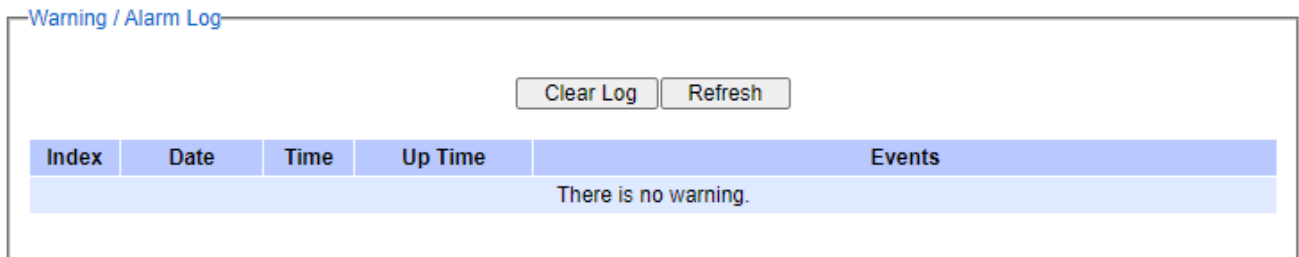 Warning / Alarm Log
Clear Log Refresh
Index Date Time Up Time Events
There is no warning.